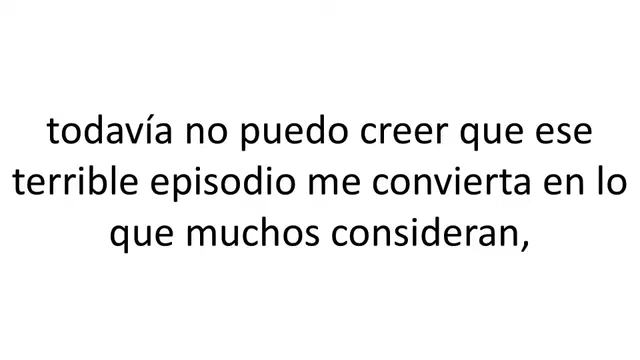 todavía no puedo creer que ese
terrible episodio me convierta en lo
que muchos consideran,